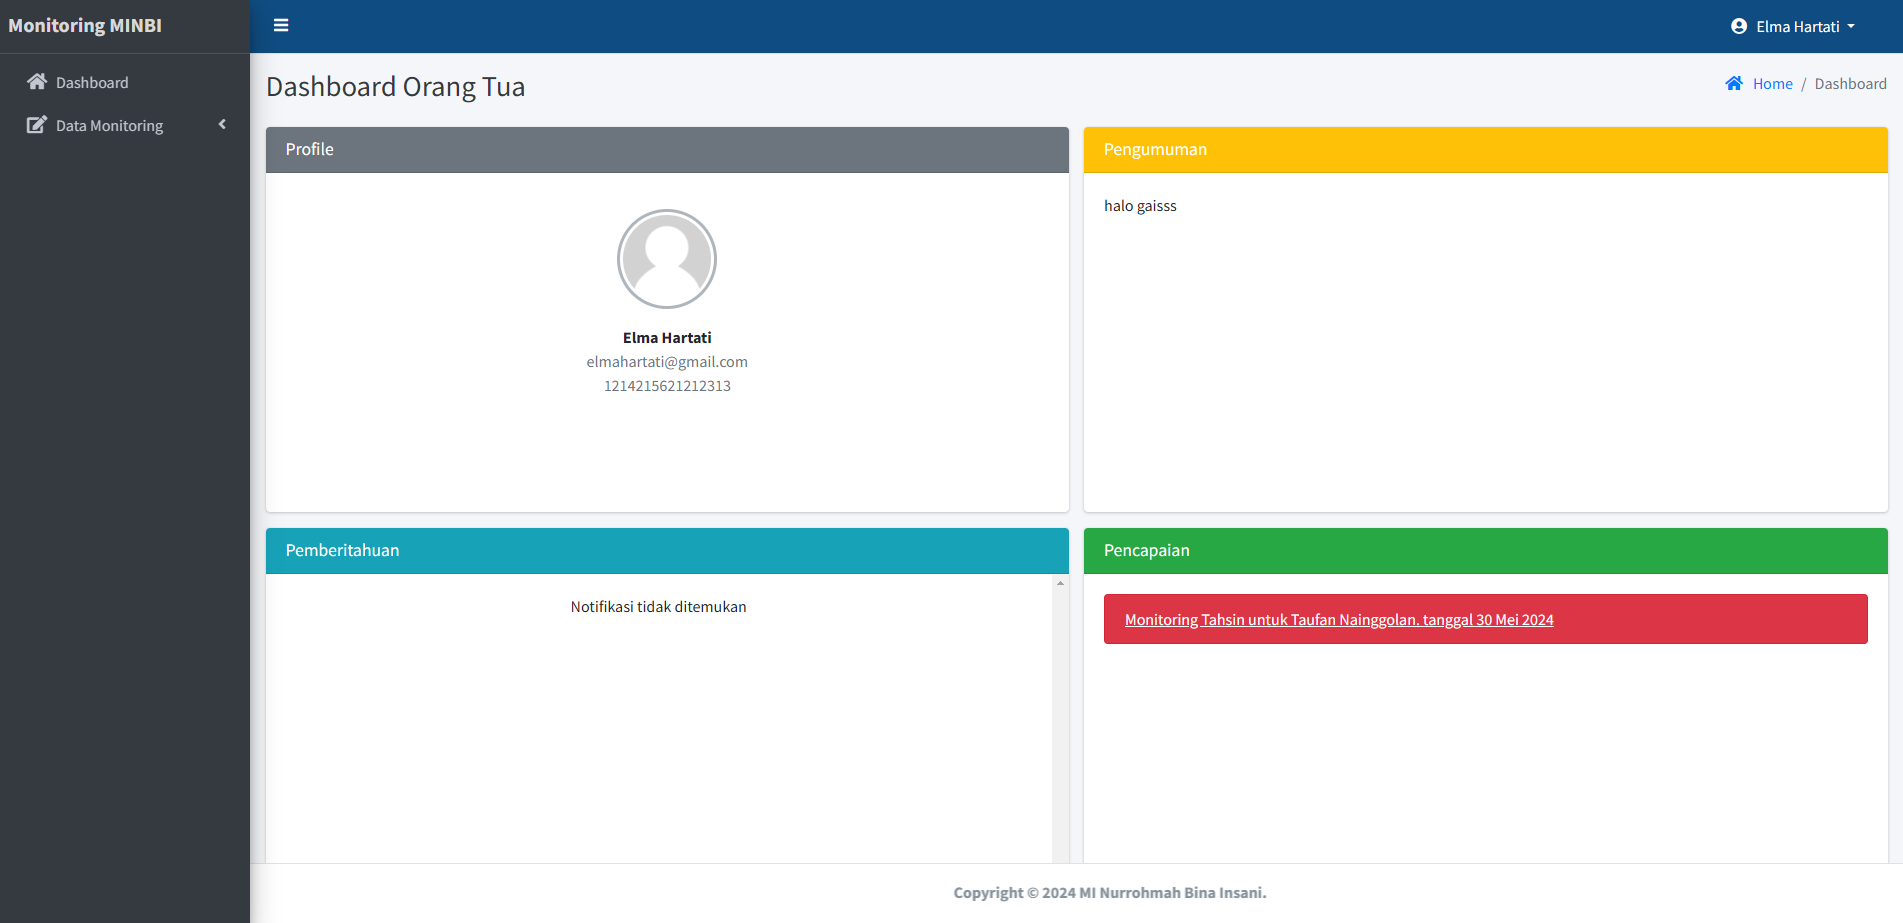 Monitoring MINBI
Elma Hartati
Dashboard
Data Monitoring
Dashboard Orang Tua
Home / Dashboard
Profile
Elma Hartati
elmahartati@gmail.com
1214215621212313
Pengumuman
halo gaisss
Pemberitahuan
Notifikasi tidak ditemukan
Pencapaian
Monitoring Tahsin untuk Taufan Nainggolan. tanggal 30 Mei 2024
Copyright © 2024 MI Nurrohmah Bina Insani.